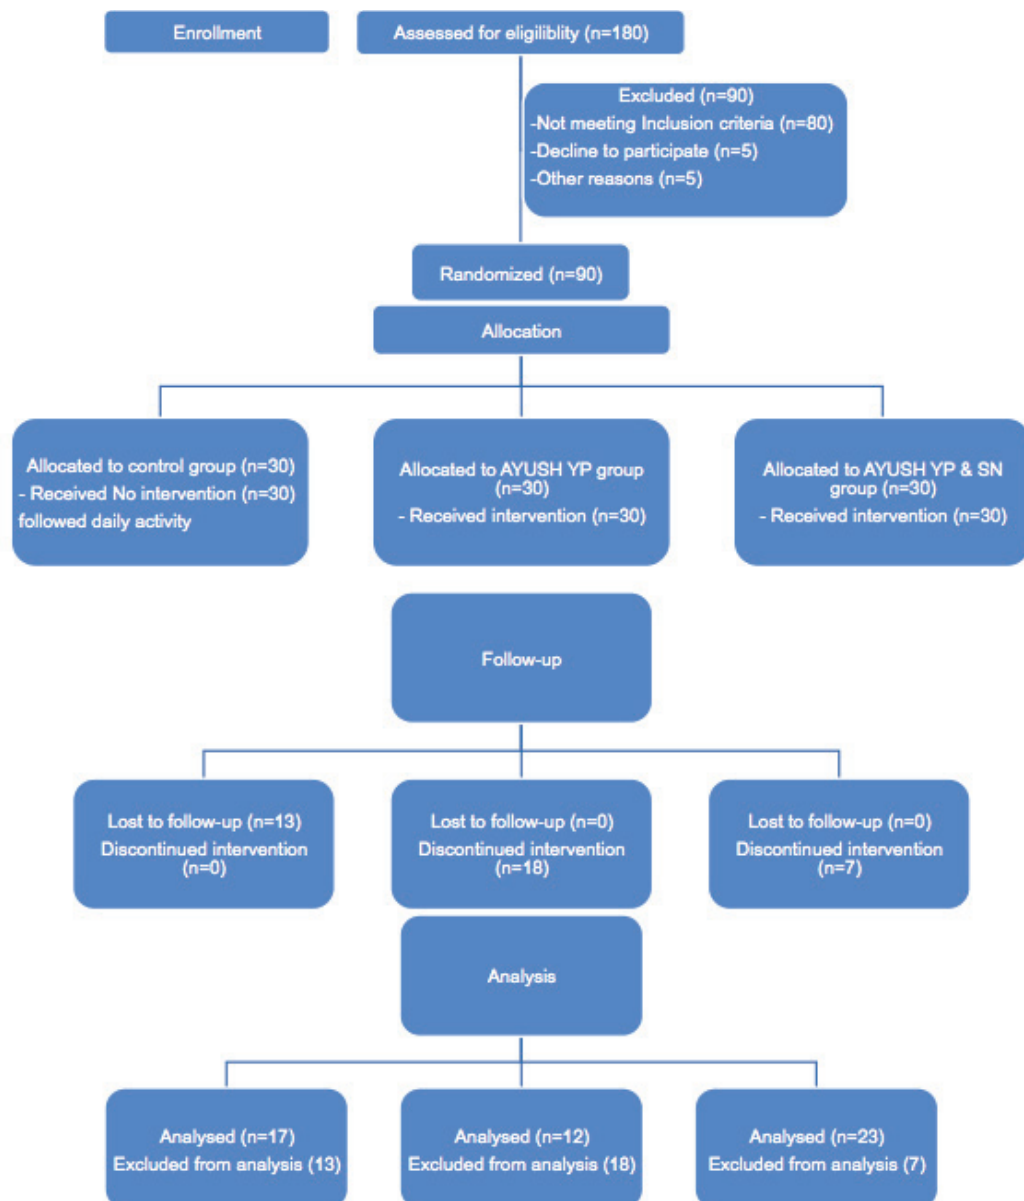 Enrollment
Assessed for eligiliblity (n=180)
Excluded (n=90)
-Not meeting Inclusion criteria (n=80)
-Decline to participate (n=5)
-Other reasons (n=5)
Randomized (n=90)
Allocation
Allocated to control group (n=30)
- Received No intervention (n=30)
followed daily activity
Allocated to AYUSH YP group
(n=30)
- Received intervention (n=30)
Allocated to AYUSH YP & SN
group (n=30)
- Received intervention (n=30)
Follow-up
Lost to follow-up (n=13)
Discontinued intervention
(n=0)
Lost to follow-up (n=0)
Discontinued intervention
(n=18)
Lost to follow-up (n=0)
Discontinued intervention
(n=7)
Analysis
Analysed (n=17)
Excluded from analysis (13)
Analysed (n=12)
Excluded from analysis (18)
Analysed (n=23)
Excluded from analysis (7)